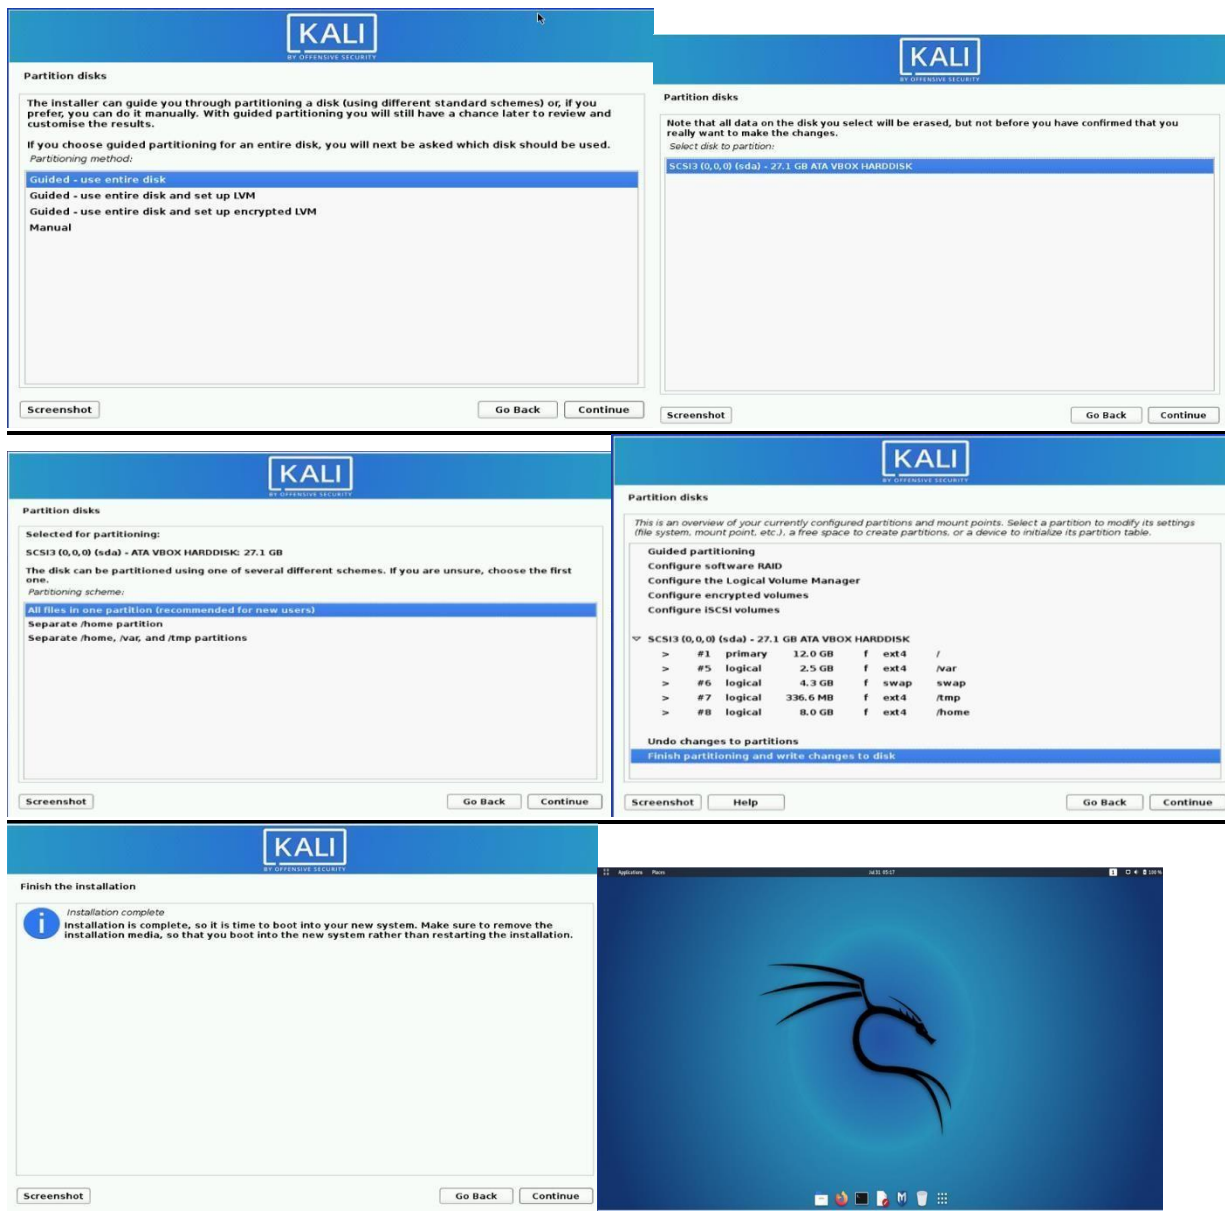 KALI
BY OFFENSIVE SECURITY
Partition disks
The installer can guide you through partitioning a disk (using different standard schemes) or, if you
prefer, you can do it manually. With guided partitioning you will still have a chance later to review and
customise the results.
If you choose guided partitioning for an entire disk, you will next be asked which disk should be used.
Partitioning method:
Guided - use entire disk
Guided - use entire disk and set up LVM
Guided - use entire disk and set up encrypted LVM
Manual
Screenshot
Go Back
Continue
KALI
BY OFFENSIVE SECURITY
Partition disks
Note that all data on the disk you select will be erased, but not before you have confirmed that you
really want to make the changes.
Select disk to partition:
SCSI3 (0,0,0) (sda) - 27.1 GB ATA VBOX HARDDISK
Screenshot
Go Back
Continue
KALI
BY OFFENSIVE SECURITY
Partition disks
Selected for partitioning:
SCSI3 (0,0,0) (sda) - ATA VBOX HARDDISK: 27.1 GB
The disk can be partitioned using one of several different schemes. If you are unsure, choose the first
one.
Partitioning scheme:
All files in one partition (recommended for new users)
Separate /home partition
Separate /home, /var, and /tmp partitions
Screenshot
Go Back
Continue
KALI
BY OFFENSIVE SECURITY
Partition disks
This is an overview of your currently configured partitions and mount points. Select a partition to modify its settings
(file system, mount point, etc.), a free space to create partitions, or a device to initialize its partition table.
Guided partitioning
Configure software RAID
Configure the Logical Volume Manager
Configure encrypted volumes
Configure iSCSI volumes
SCSI3 (0,0,0) (sda) - 27.1 GB ATA VBOX HARDDISK
> #1 primary 12.0 GB f ext4 /
> #5 logical 2.5 GB f ext4 /var
> #6 logical 4.3 GB f swap swap
> #7 logical 336.6 MB f ext4 /tmp
> #8 logical 8.0 GB f ext4 /home
Undo changes to partitions
Finish partitioning and write changes to disk
Screenshot
Help
Go Back
Continue
KALI
BY OFFENSIVE SECURITY
Finish the installation
Installation complete
Installation is complete, so it is time to boot into your new system. Make sure to remove the
installation media, so that you boot into the new system rather than restarting the installation.
Screenshot
Go Back
Continue
Applications Places
Jul 31 05:17
1
100 %